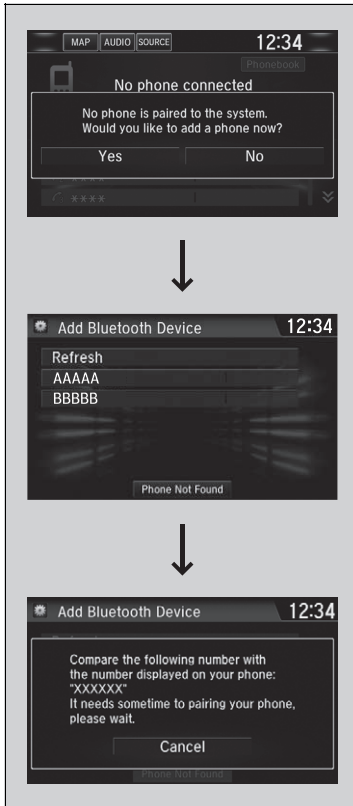 MAP AUDIO SOURCE 12:34
Phonebook
No phone connected
No phone is paired to the system.
Would you like to add a phone now?
Yes No
****
Add Bluetooth Device 12:34
Refresh
AAAAA
BBBBB
Phone Not Found
Add Bluetooth Device 12:34
Compare the following number with
the number displayed on your phone:
"XXXXXX"
It needs sometime to pairing your phone,
please wait.
Cancel
Phone Not Found